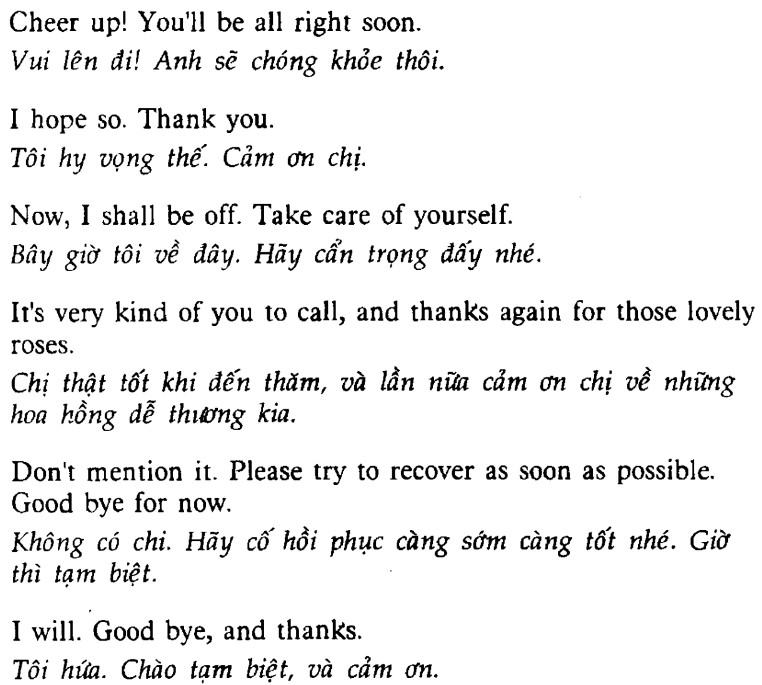 Cheer up! You'll be all right soon.
Vui lên đi! Anh sẽ chóng khỏe thôi.
I hope so. Thank you.
Tôi hy vọng thế. Cảm ơn chị.
Now, I shall be off. Take care of yourself.
Bây giờ tôi về đây. Hãy cẩn trọng đấy nhé.
It's very kind of you to call, and thanks again for those lovely
roses.
Chị thật tốt khi đến thăm, và lần nữa cảm ơn chị về những
hoa hồng dễ thương kia.
Don't mention it. Please try to recover as soon as possible.
Good bye for now.
Không có chi. Hãy cố hồi phục càng sớm càng tốt nhé. Giờ
thì tạm biệt.
I will. Good bye, and thanks.
Tôi hứa. Chào tạm biệt, và cảm ơn.